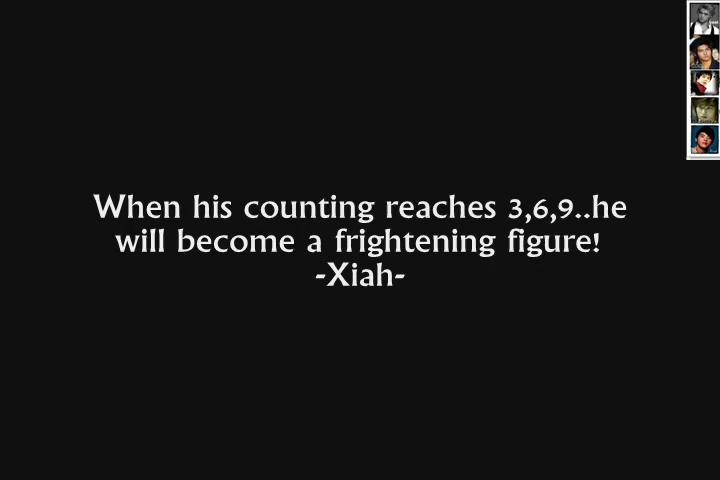 When his counting reaches 3,6,9..he
will become a frightening figure!
-Xiah-